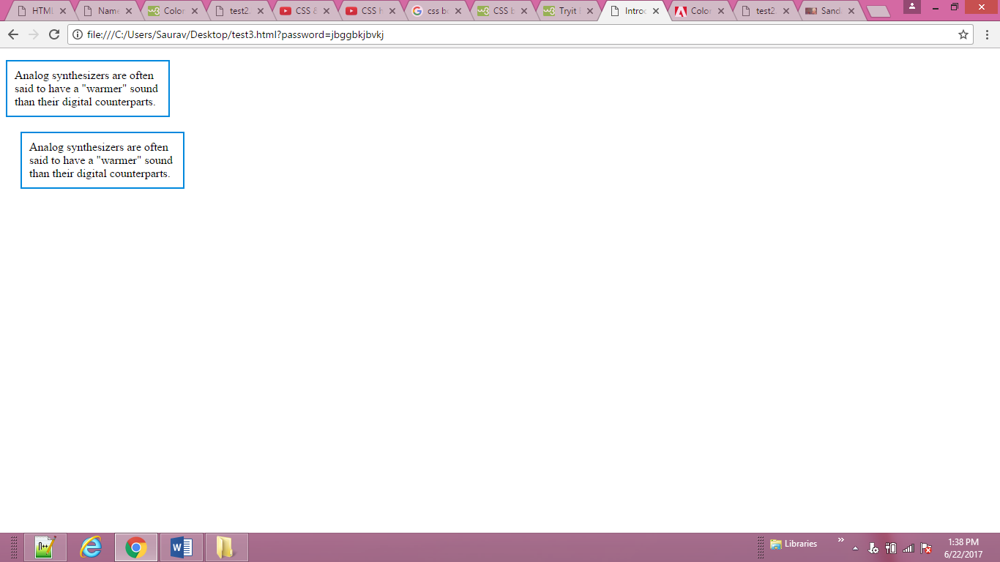 HTML
Name
Color
test2.
CSS &
CSS h
css bo
CSS b
Tryit E
Introd
Color
test2.
Sand
file:///C:/Users/Saurav/Desktop/test3.html?password=jbggbkjbvkj
Analog synthesizers are often
said to have a "warmer" sound
than their digital counterparts.
Analog synthesizers are often
said to have a "warmer" sound
than their digital counterparts.
Libraries
1:38 PM
6/22/2017